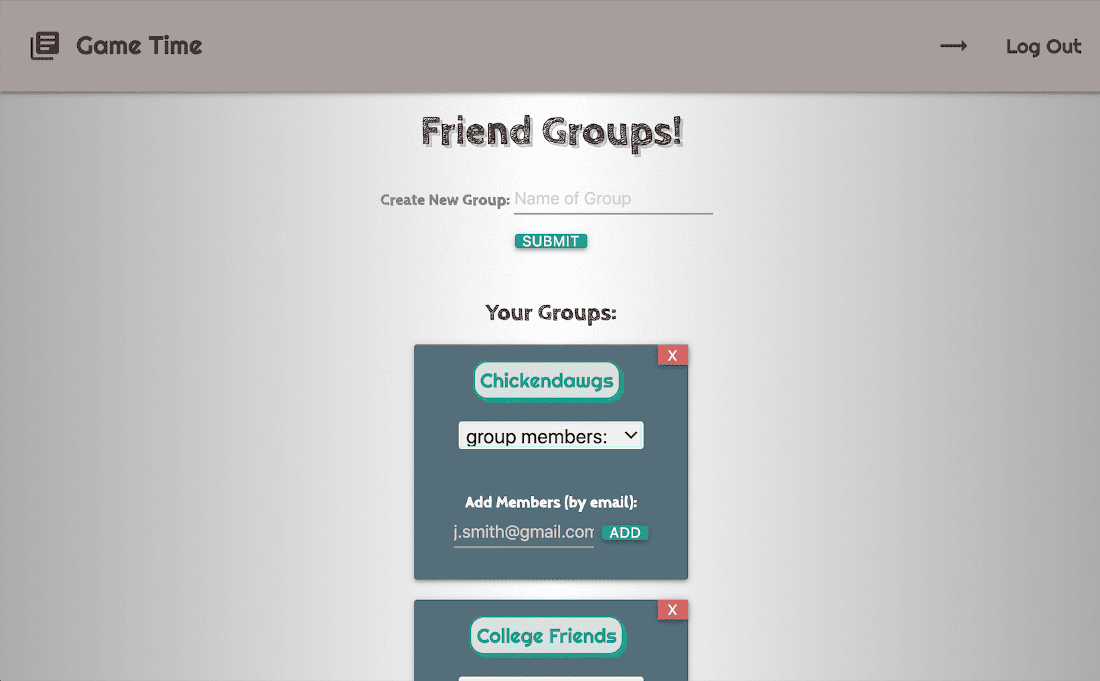 Game Time
Log Out
Friend Groups!
Create New Group: Name of Group
SUBMIT
Your Groups:
X
Chickendawgs
group members:
Add Members (by email):
j.smith@gmail.com ADD
X
College Friends